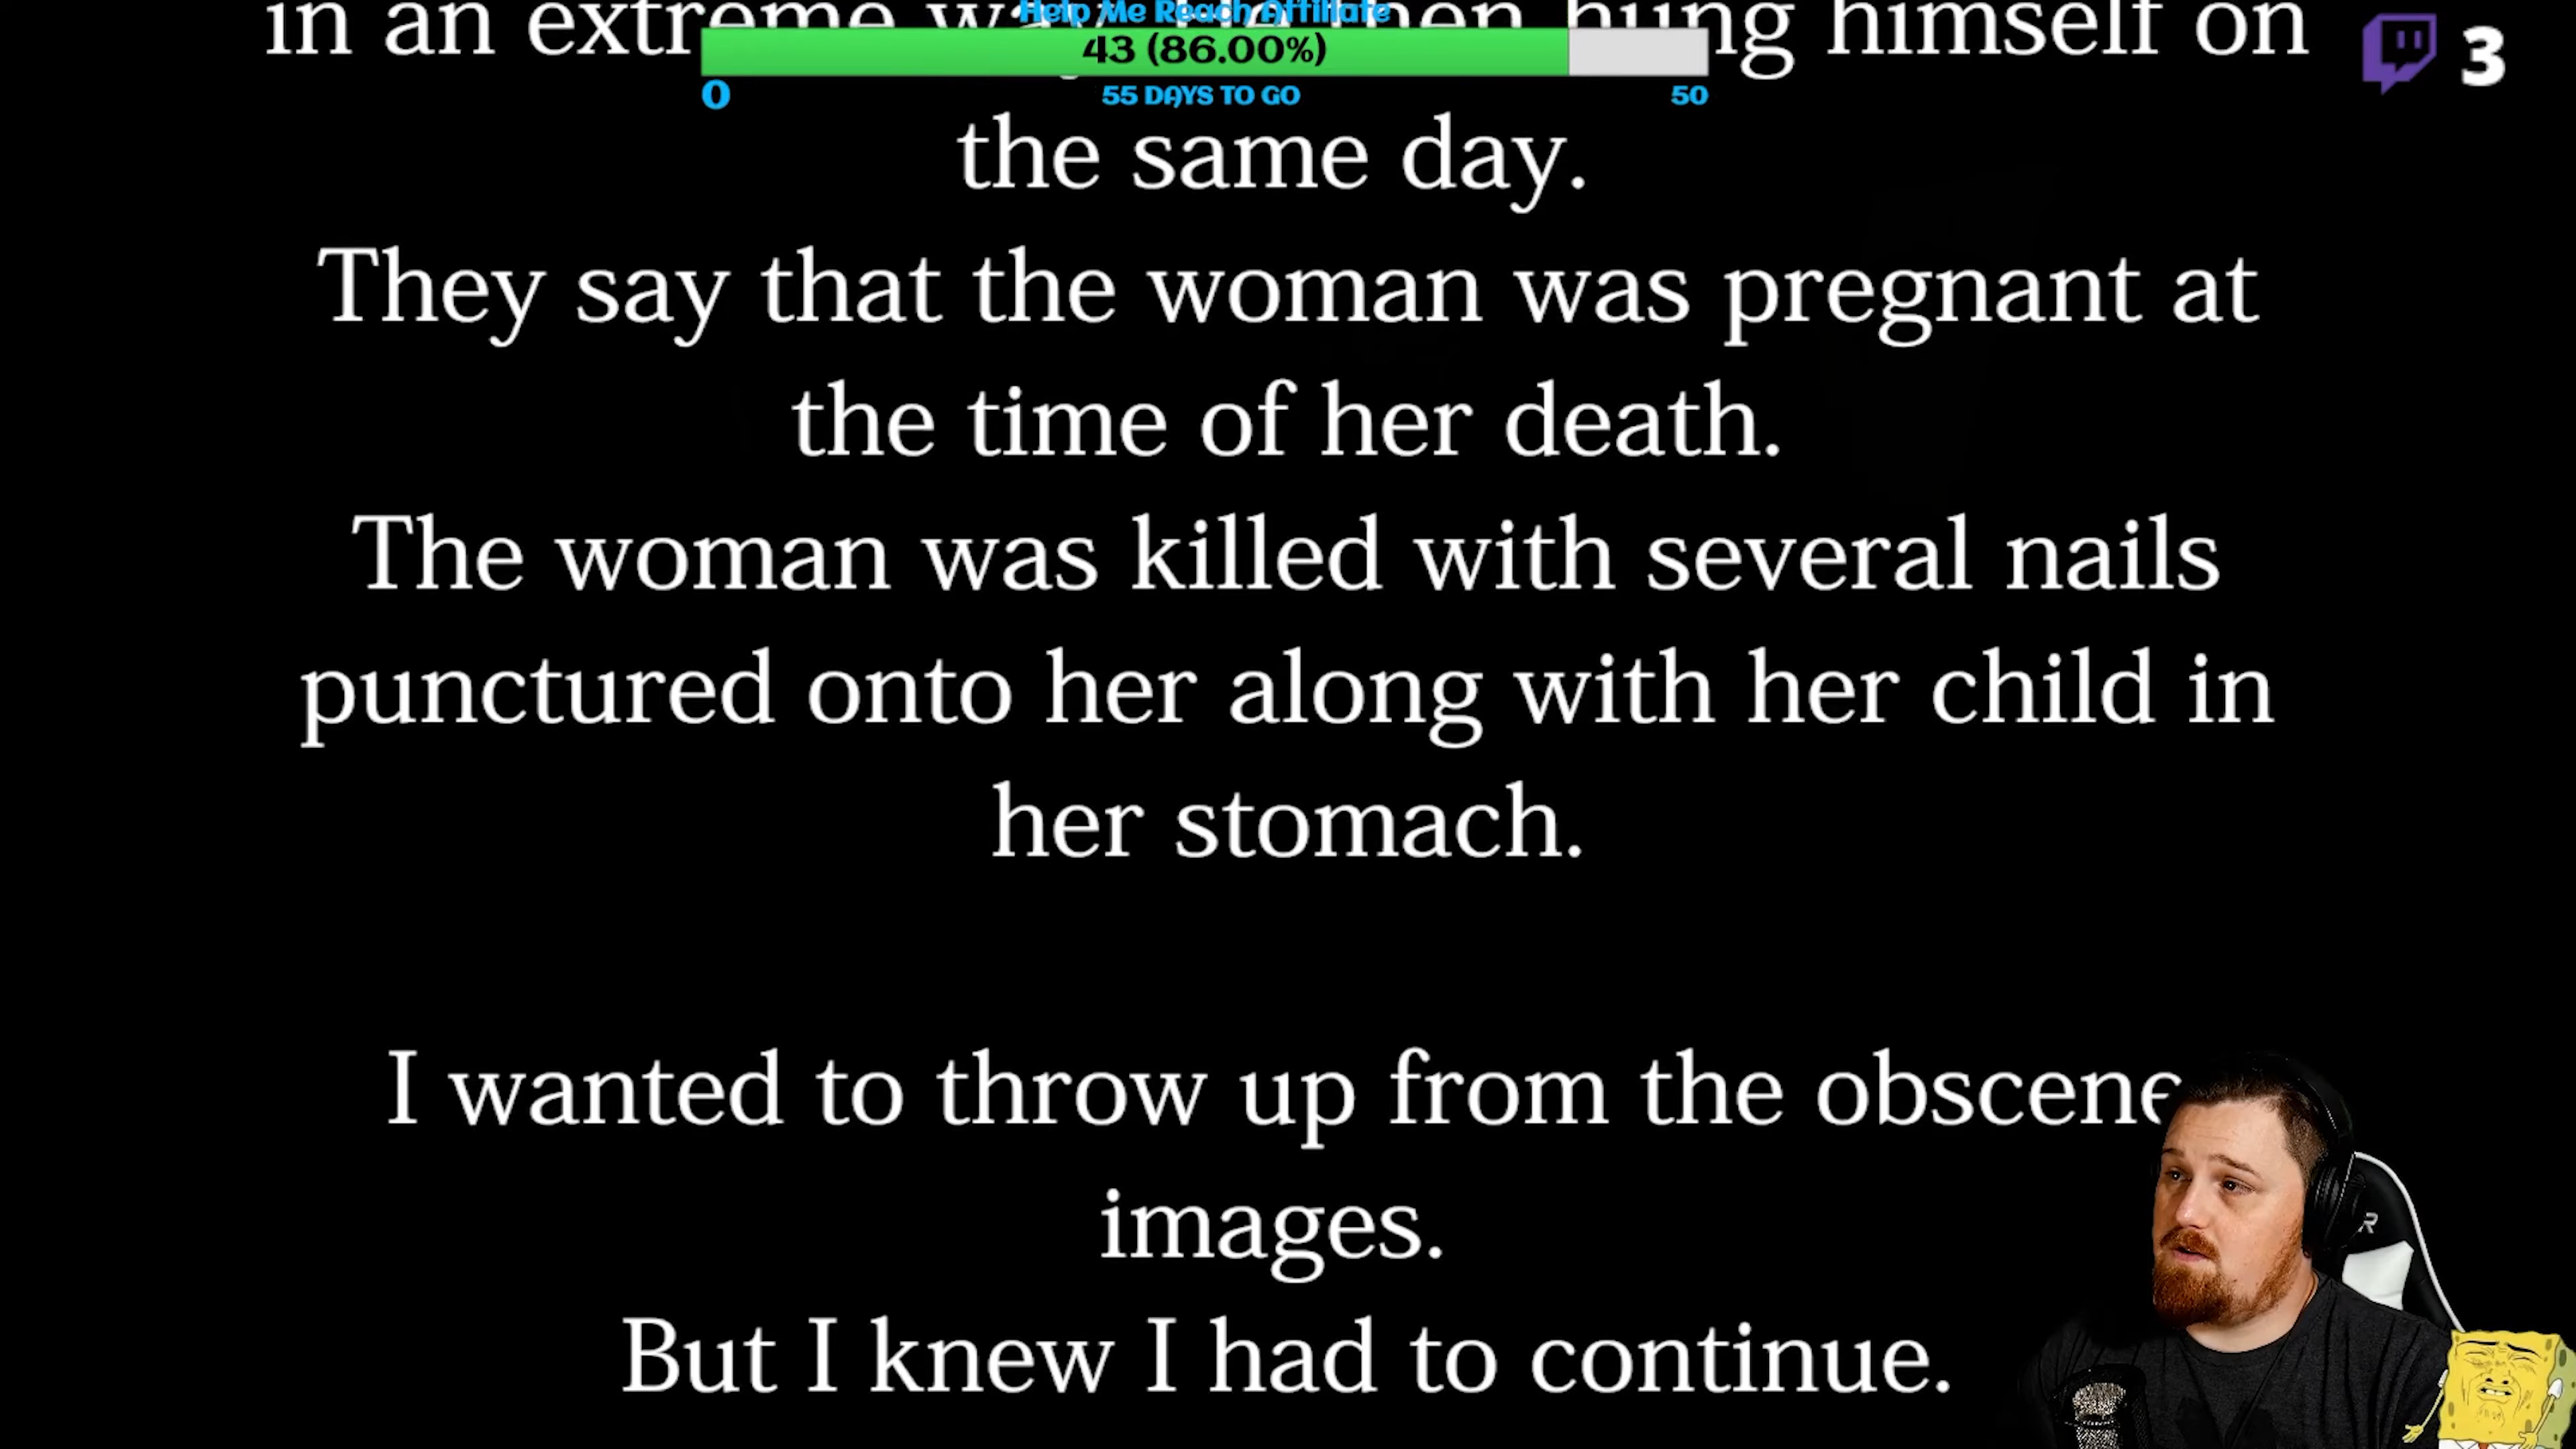 Help Me Reach Affiliate
in an extreme hung himself on
43 (86.00%)
3
0 55 DAYS TO GO 50
the same day.
They say that the woman was pregnant at
the time of her death.
The woman was killed with several nails
punctured onto her along with her child in
her stomach.
I wanted to throw up from the obscene
images.
But I knew I had to continue.
R